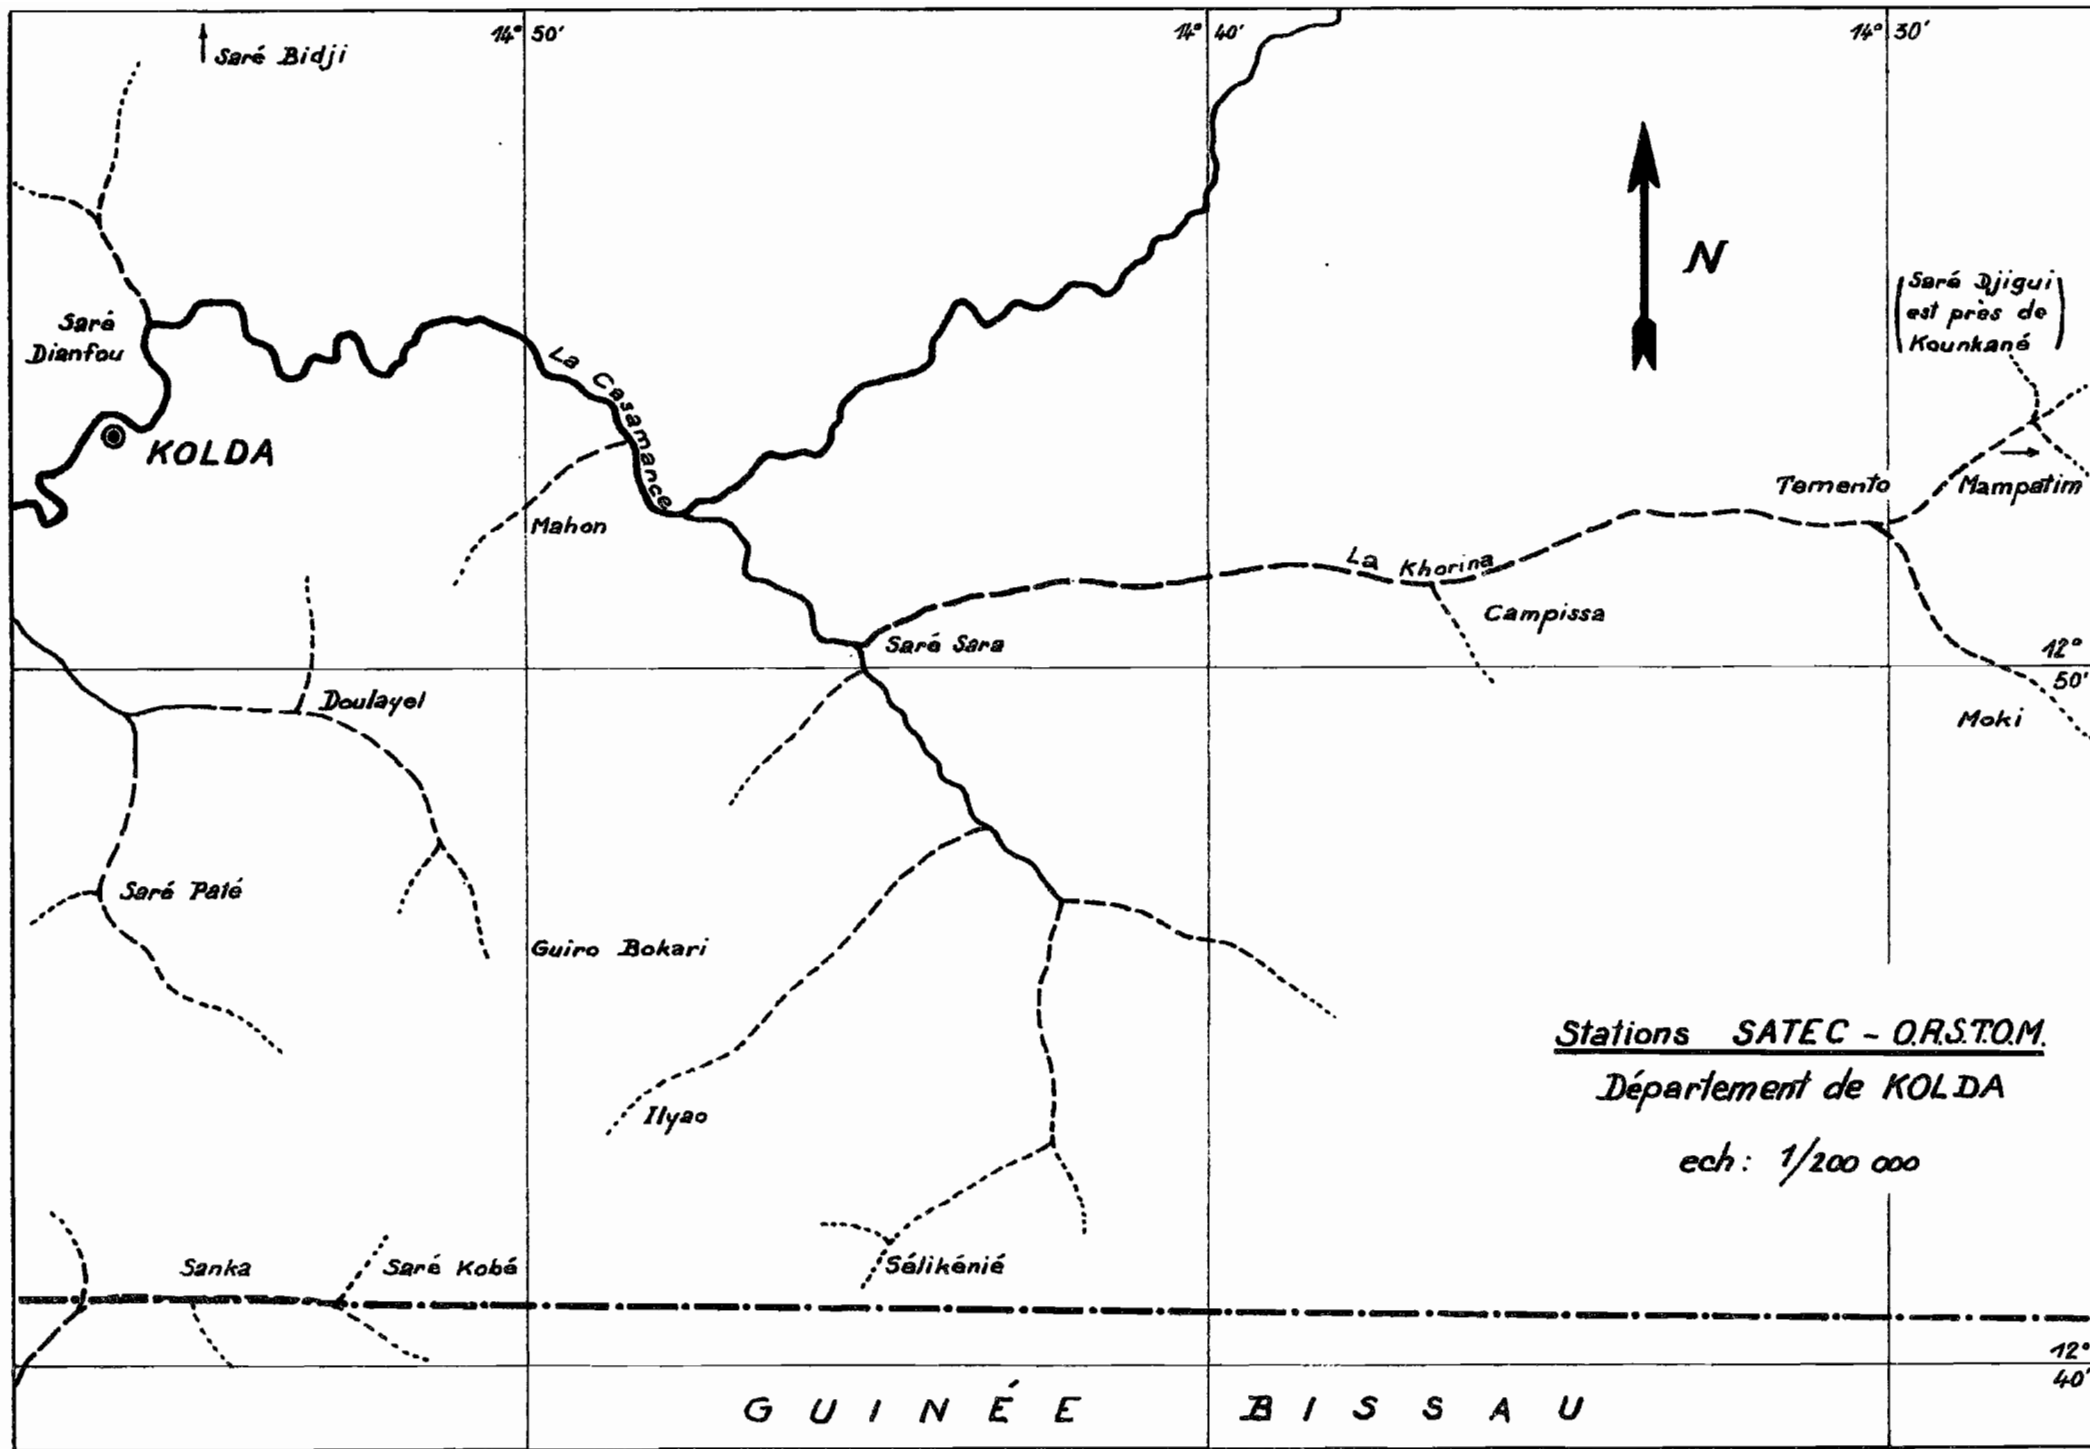 14° 50'
14° 40'
14° 30'
Saré Bidji
N
(Saré Djigui
est près de
Kounkané)
Saré
Dianfou
La Casamance
KOLDA
Temento
Mampatim
Mahon
La Khorina
Campissa
Saré Sara
12°
50'
Doulayel
Moki
Saré Paté
Guiro Bokari
Stations SATEC - O.R.S.T.O.M.
Département de KOLDA
Ilyao
ech: 1/200 000
Sanka
Saré Kobé
Sélikénié
12°
40'
GUINÉE BISSAU